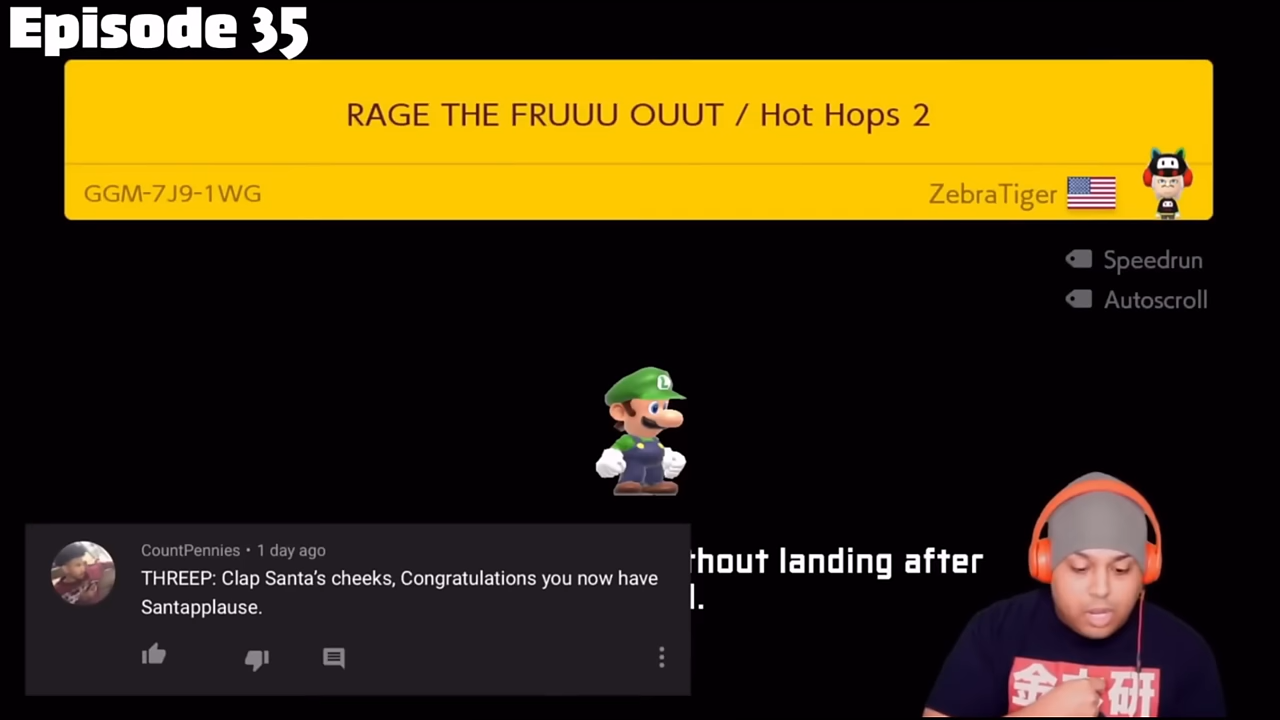 Episode 35
RAGE THE FRUUU OUUT / Hot Hops 2
GGM-7J9-1WG
ZebraTiger
Speedrun
Autoscroll
L
CountPennies • 1 day ago
THREEP: Clap Santa's cheeks, Congratulations you now have
Santapplause.
landing after